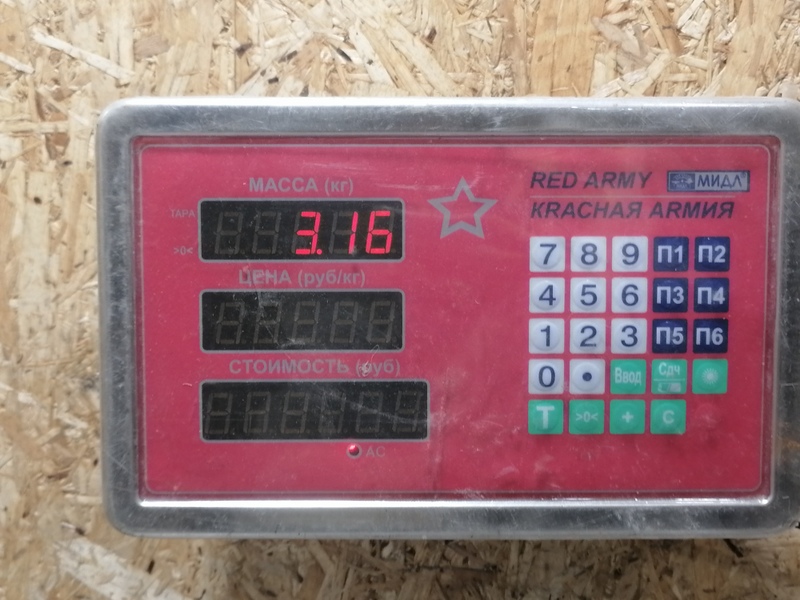 МАССА (кг)
ТАРА
>0<
3.16
ЦЕНА (руб/кг)
СТОИМОСТЬ (руб)
AC
RED ARMY МИДЛ
КRАСНАЯ АRМИЯ
7 8 9 П1 П2
4 5 6 П3 П4
1 2 3 П5 П6
0 • Ввод Сдч
T >0< + C